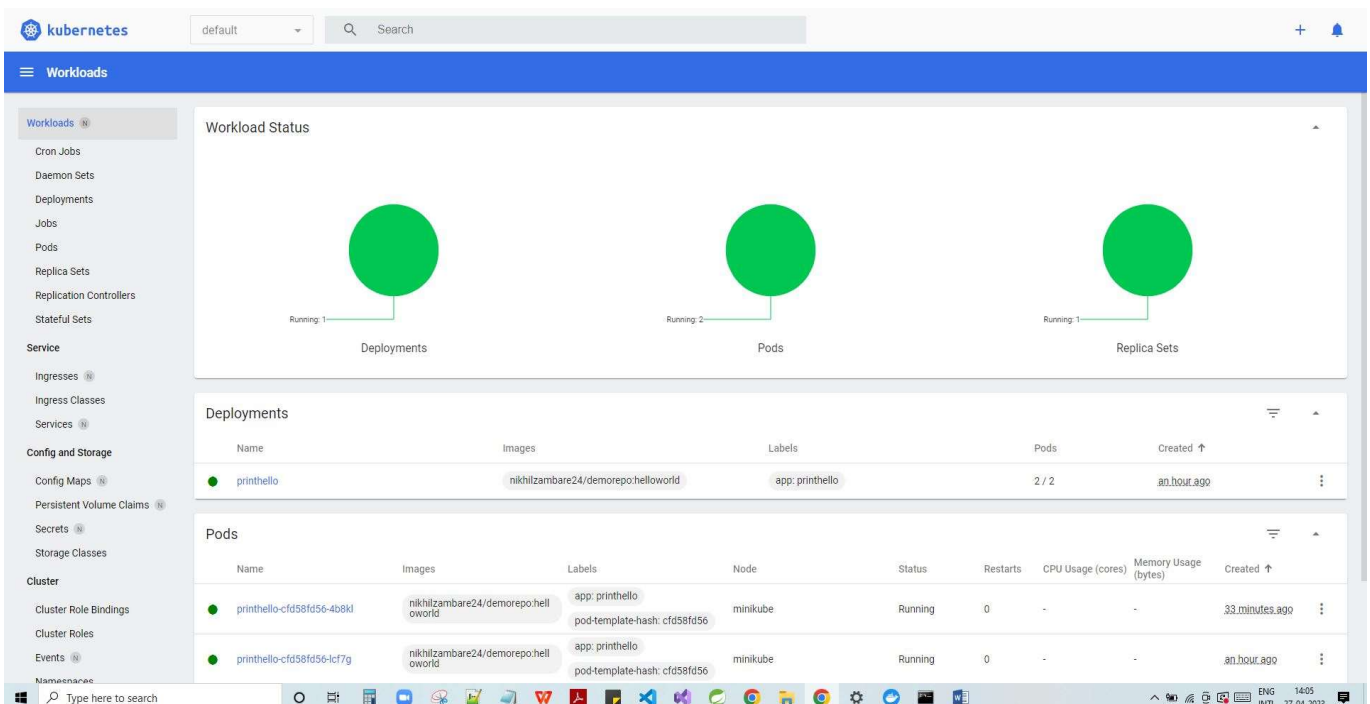 kubernetes
default
Search
+
Workloads
Workloads N
Cron Jobs
Daemon Sets
Deployments
Jobs
Pods
Replica Sets
Replication Controllers
Stateful Sets
Service
Ingresses N
Ingress Classes
Services N
Config and Storage
Config Maps N
Persistent Volume Claims N
Secrets N
Storage Classes
Cluster
Cluster Role Bindings
Cluster Roles
Events N
Namespaces
Workload Status
Running: 1
Deployments
Running: 2
Pods
Running: 1
Replica Sets
Deployments
Name Images Labels Pods Created
printhello nikhilzambare24/demorepo:helloworld app: printhello 2 / 2 an hour ago
Pods
Name Images Labels Node Status Restarts CPU Usage (cores) Memory Usage (bytes) Created
printhello-cfd58fd56-4b8kl nikhilzambare24/demorepo:hell
oworld
app: printhello
pod-template-hash: cfd58fd56
minikube Running 0 - - 33 minutes ago
printhello-cfd58fd56-lcf7g nikhilzambare24/demorepo:hell
oworld
app: printhello
pod-template-hash: cfd58fd56
minikube Running 0 - - an hour ago
Type here to search
ENG
INTL
14:05
27-04-2023